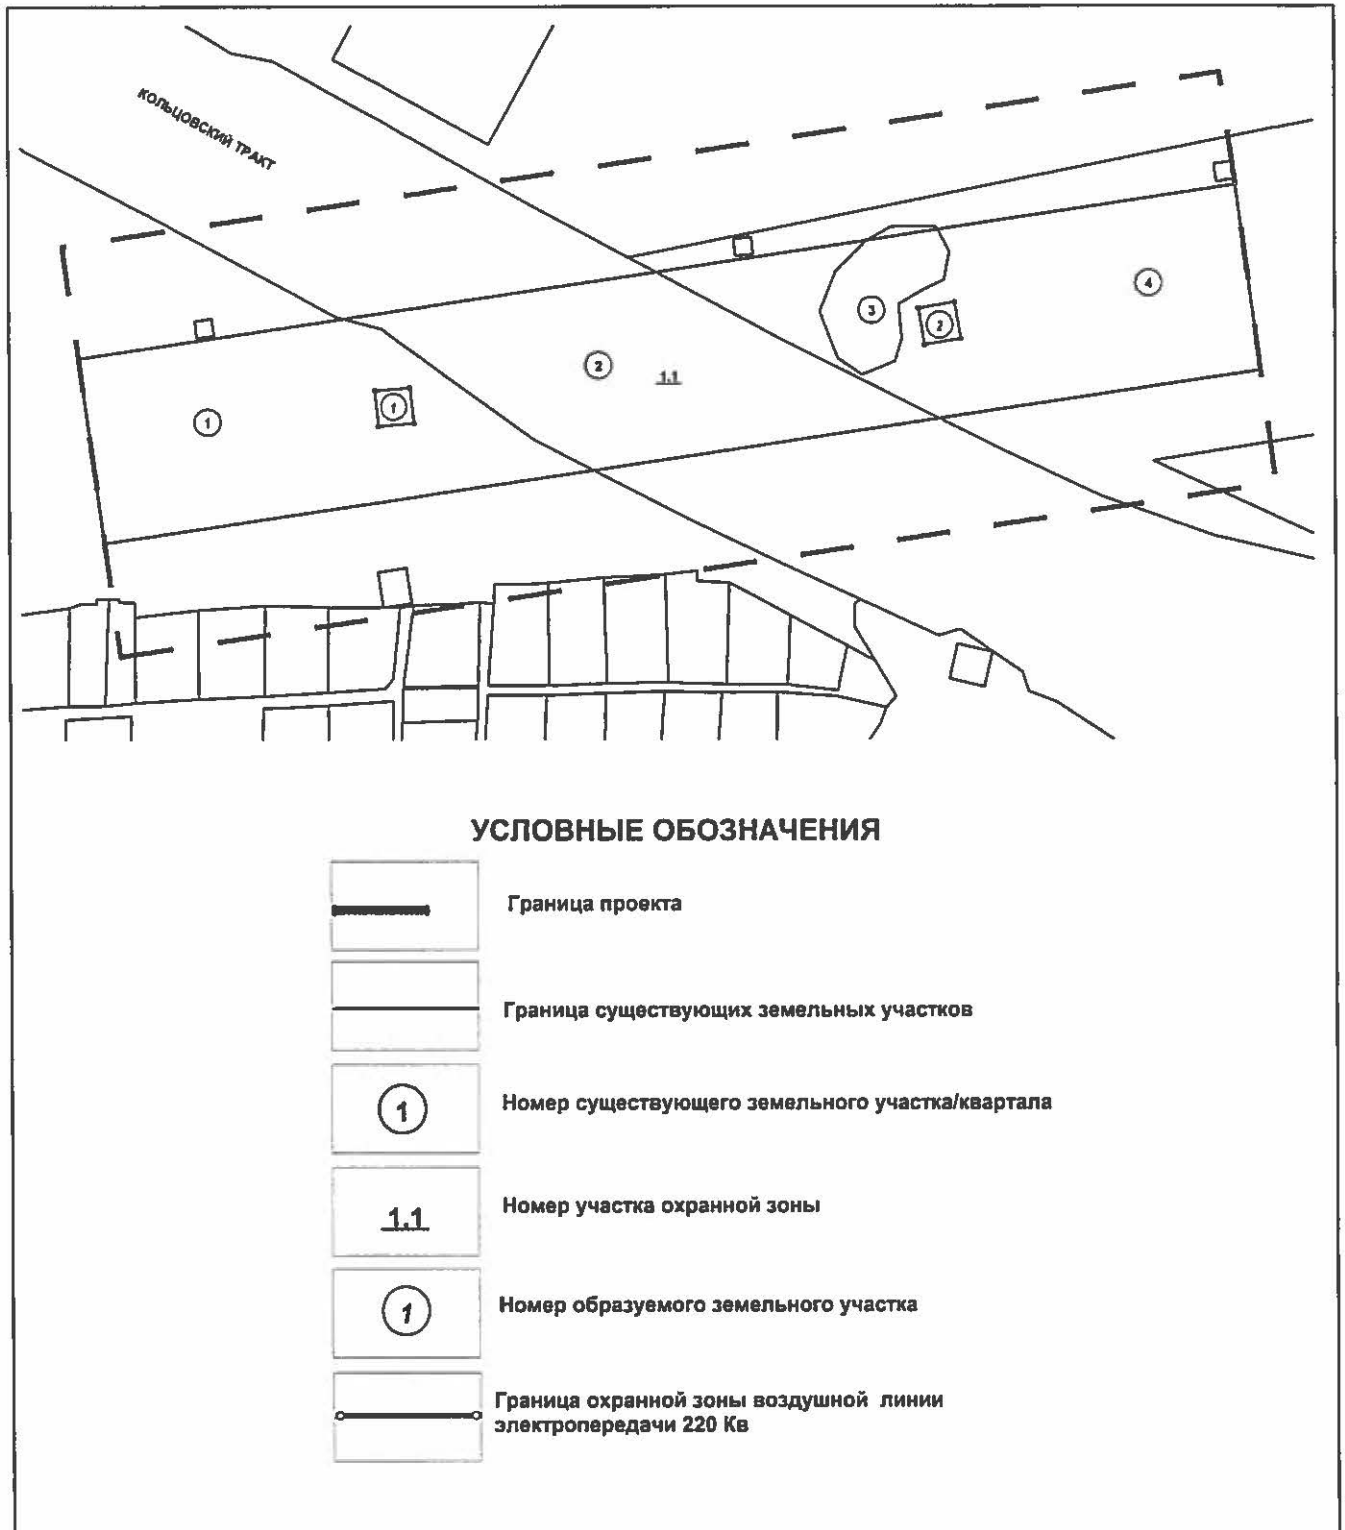 КОЛЬЦОВСКИЙ ТРАКТ
3
4
2
2
1.1
1
1
УСЛОВНЫЕ ОБОЗНАЧЕНИЯ
Граница проекта
Граница существующих земельных участков
1
Номер существующего земельного участка/квартала
1.1
Номер участка охранной зоны
1
Номер образуемого земельного участка
Граница охранной зоны воздушной линии
электропередачи 220 Кв